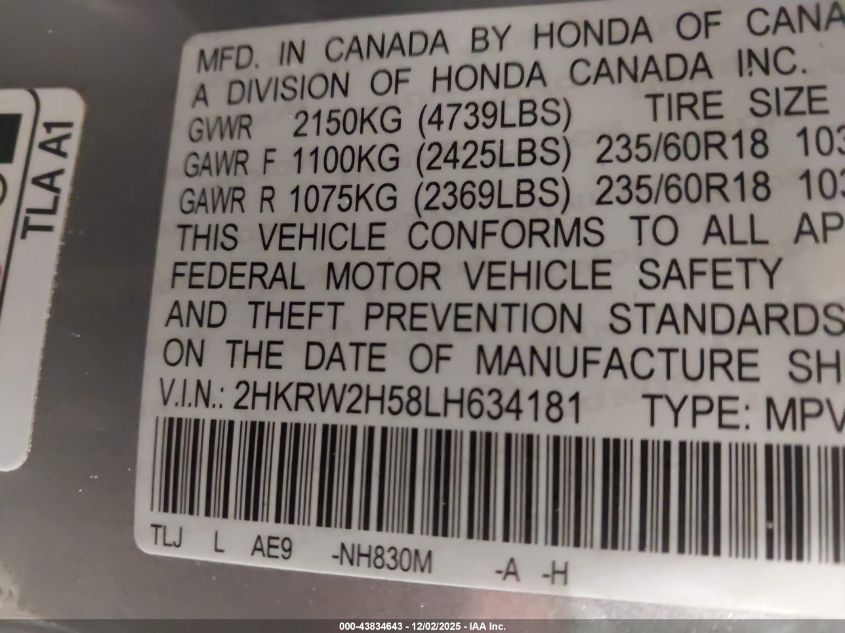 MFD. IN CANADA BY HONDA OF CANA
A DIVISION OF HONDA CANADA INC.
GVWR 2150KG (4739LBS) TIRE SIZE
GAWR F 1100KG (2425LBS) 235/60R18 103
GAWR R 1075KG (2369LBS) 235/60R18 103
THIS VEHICLE CONFORMS TO ALL AP
FEDERAL MOTOR VEHICLE SAFETY
AND THEFT PREVENTION STANDARDS
ON THE DATE OF MANUFACTURE SH
V.I.N.: 2HKRW2H58LH634181 TYPE: MPV
TLJ L AE9 -NH830M -A -H
TLA A1
000-43834643 - 12/02/2025 - IAA Inc.